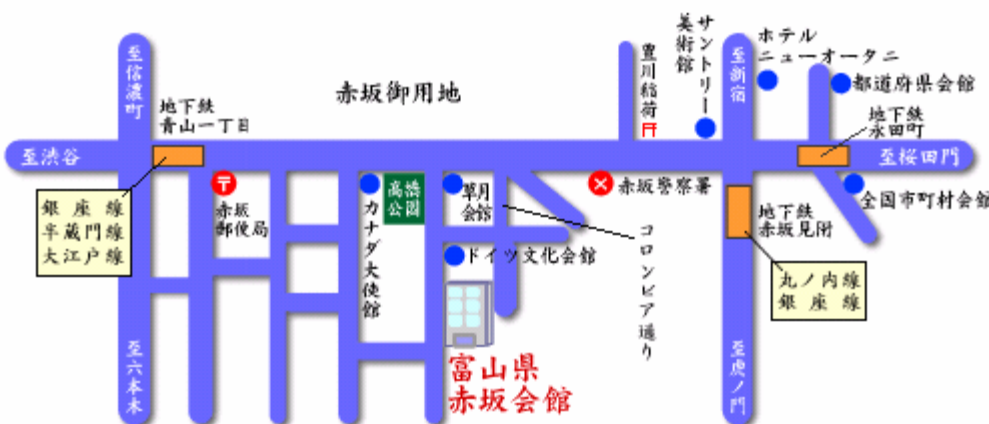 サントリー
美術館
豊川稲荷
ホテル
ニューオータニ
至信濃町
至新宿
都道府県会館
赤坂御用地
地下鉄
青山一丁目
地下鉄
永田町
至渋谷
至桜田門
銀座線
半蔵門線
大江戸線
赤坂
郵便局
カナダ大使館
高橋
公園
草月
会館
赤坂警察署
全国市町村会館
地下鉄
赤坂見附
コロンビア通り
ドイツ文化会館
丸ノ内線
銀座線
至六本木
至虎ノ門
富山県
赤坂会館